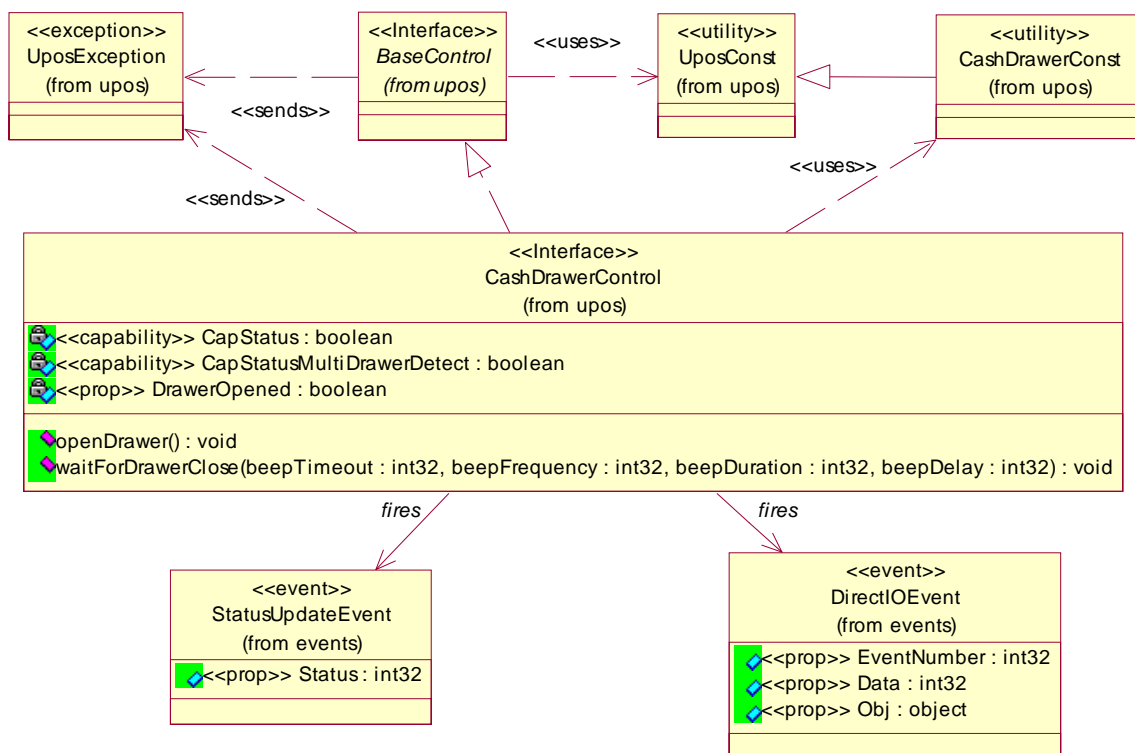 <<exception>>
UposException
(from upos)
<<Interface>>
BaseControl
(from upos)
<<uses>>
<<utility>>
UposConst
(from upos)
<<utility>>
CashDrawerConst
(from upos)
<<sends>>
<<sends>>
<<uses>>
<<Interface>>
CashDrawerControl
(from upos)
<<capability>> CapStatus : boolean
<<capability>> CapStatusMultiDrawerDetect : boolean
<<prop>> DrawerOpened : boolean
openDrawer() : void
waitForDrawerClose(beepTimeout : int32, beepFrequency : int32, beepDuration : int32, beepDelay : int32) : void
fires
fires
<<event>>
StatusUpdateEvent
(from events)
<<prop>> Status : int32
<<event>>
DirectIOEvent
(from events)
<<prop>> EventNumber : int32
<<prop>> Data : int32
<<prop>> Obj : object